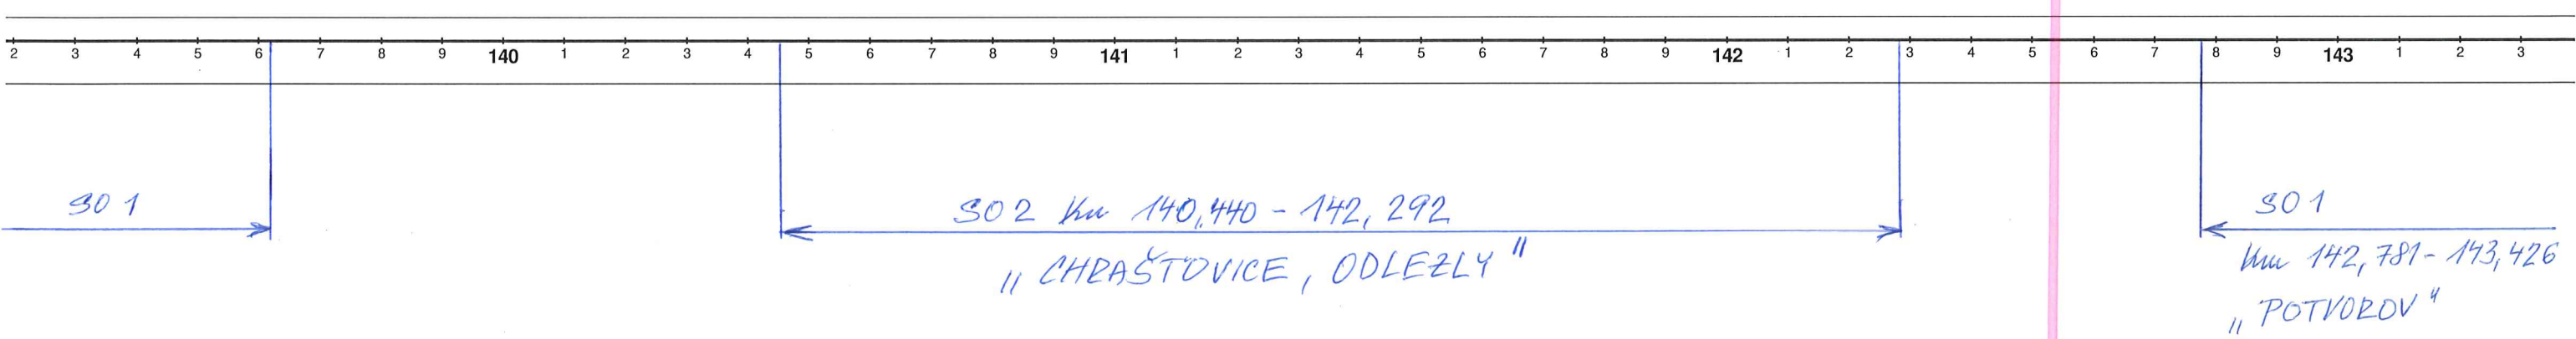 2 3 4 5 6 7 8 9 140 1 2 3 4 5 6 7 8 9 141 1 2 3 4 5 6 7 8 9 142 1 2 3 4 5 6 7 8 9 143 1 2 3
SO 1
SO 2 km 140,440 - 142, 292
„ CHRAŠTOVICE , ODLEZLY "
SO 1
km 142,781 - 143,426
„ POTVOROV "